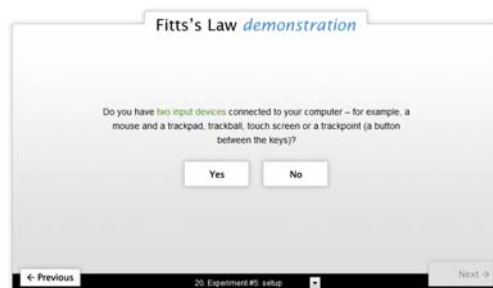 Fitts's Law demonstration
Do you have two input devices connected to your computer – for example, a
mouse and a trackpad, trackball, touch screen or a trackpoint (a button
between the keys)?
Yes No
← Previous
20. Experiment #5: setup
Next →